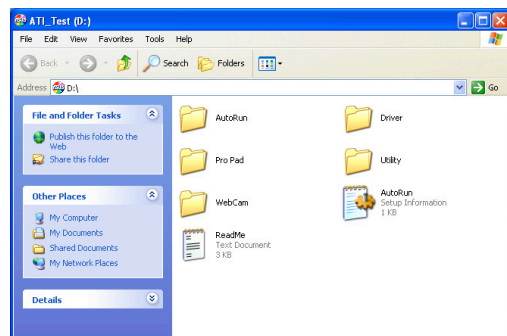 ATI_Test (D:)
File Edit View Favorites Tools Help
Back Search Folders
Address D:\ Go
File and Folder Tasks
Publish this folder to the
Web
Share this folder
Other Places
My Computer
My Documents
Shared Documents
My Network Places
Details
AutoRun
Driver
Pro Pad
Utility
WebCam
AutoRun
Setup Information
1 KB
ReadMe
Text Document
3 KB